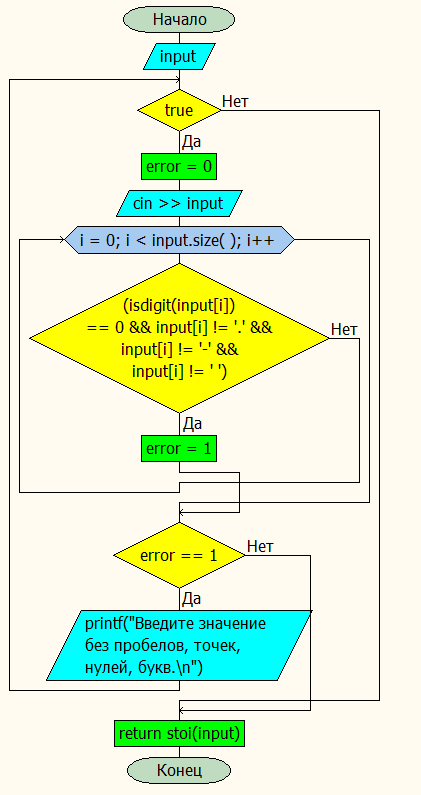 Начало
input
true
Нет
Да
error = 0
cin >> input
i = 0; i < input.size( ); i++
(isdigit(input[i])
== 0 && input[i] != '.' &&
input[i] != '-' &&
input[i] != ' ')
Нет
Да
error = 1
error == 1
Нет
Да
printf("Введите значение
без пробелов, точек,
нулей, букв.\n")
return stoi(input)
Конец